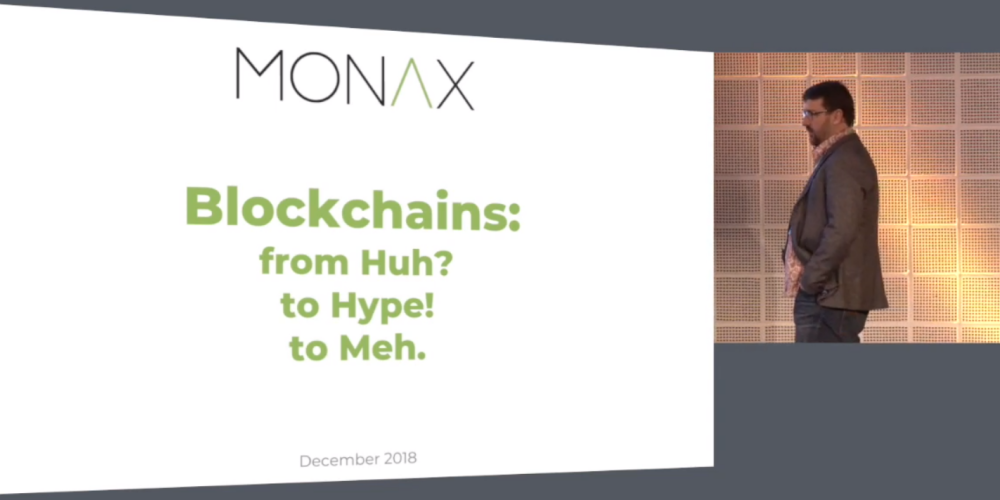 MONAX
Blockchains:
from Huh?
to Hype!
to Meh.
December 2018